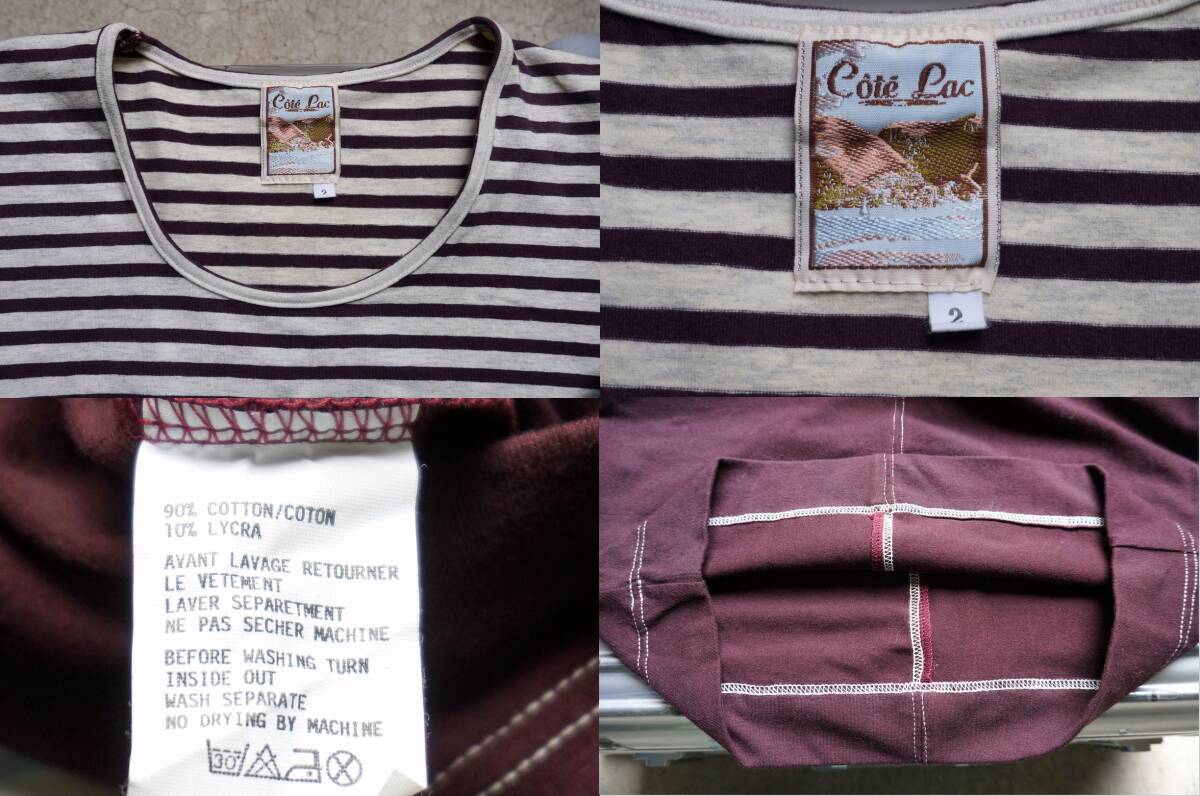 Côté Lac
2
Côté Lac
2
90% COTTON/COTON
10% LYCRA
AVANT LAVAGE RETOURNER
LE VETEMENT
LAVER SEPARETMENT
NE PAS SECHER MACHINE
BEFORE WASHING TURN
INSIDE OUT
WASH SEPARATE
NO DRYING BY MACHINE
30°